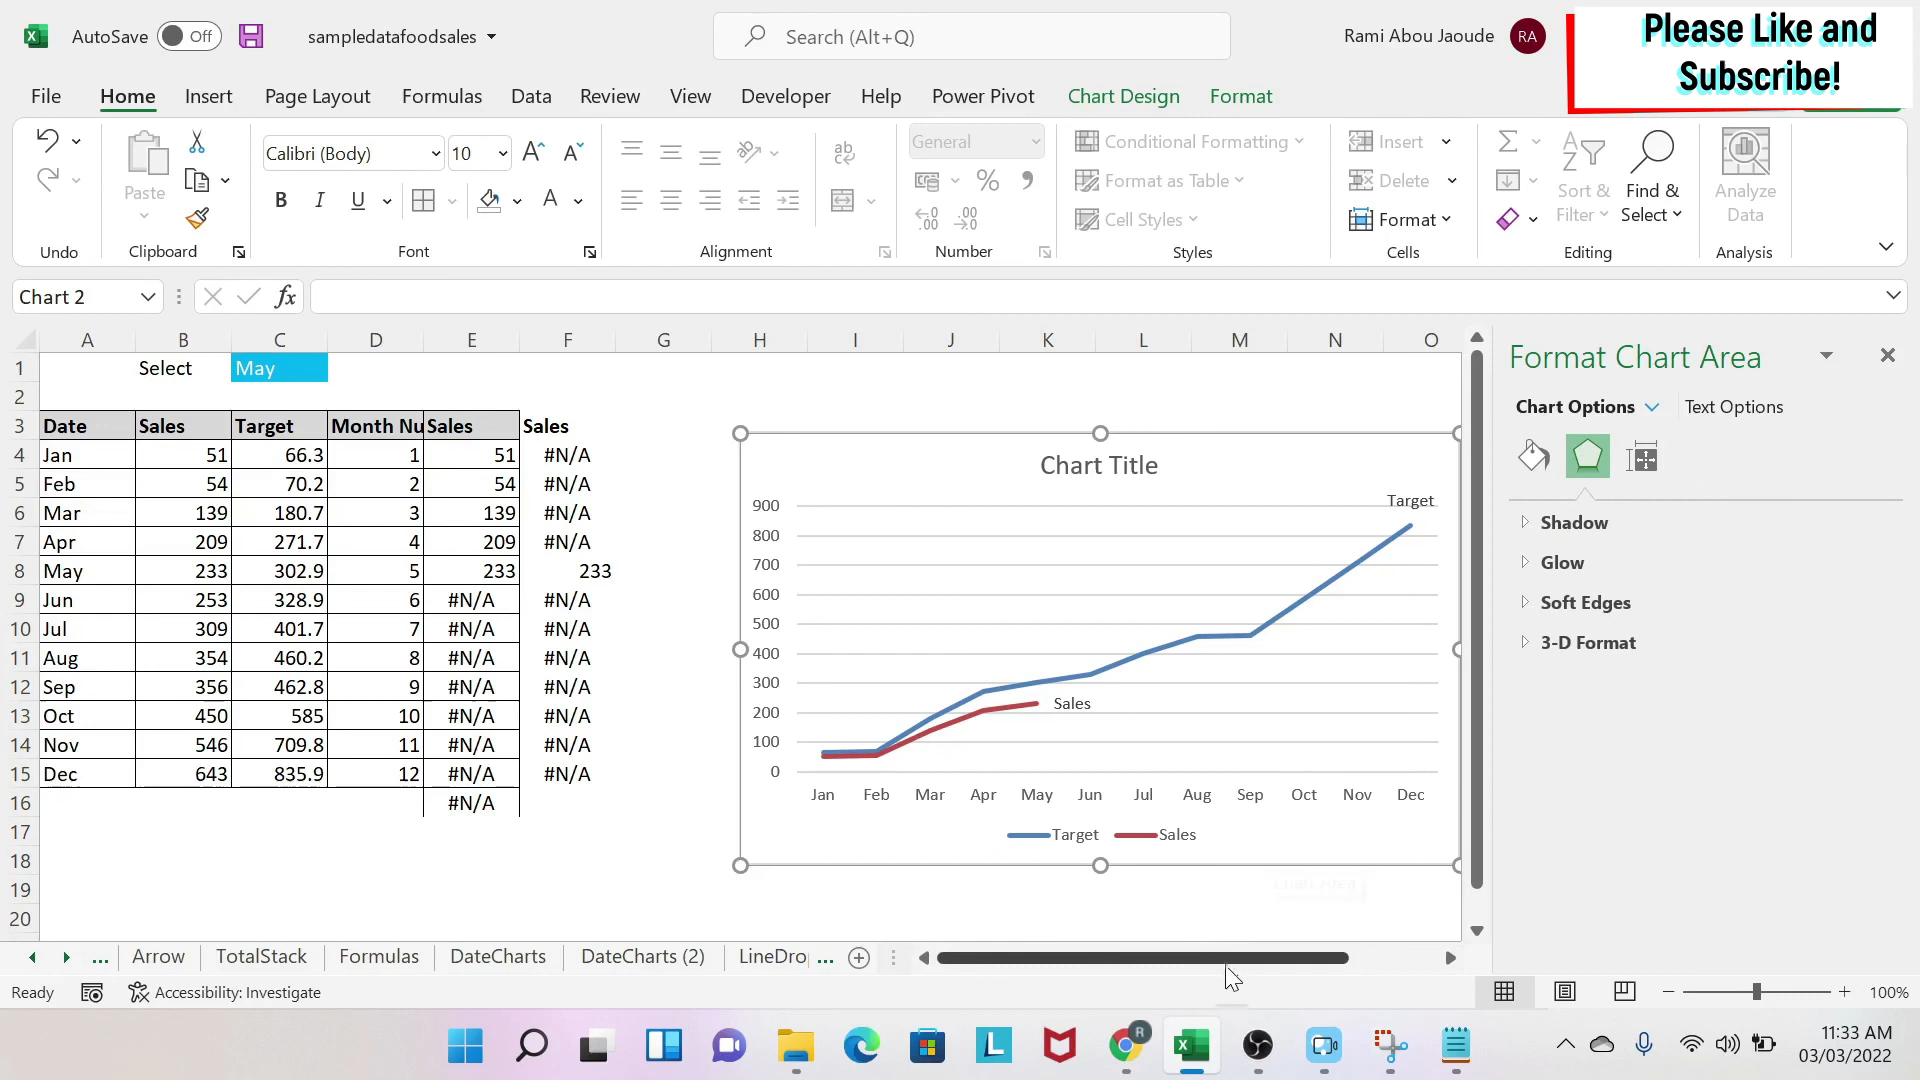 AutoSave Off sampledatafoodsales Search (Alt+Q) Rami Abou Jaoude RA
Please Like and
Subscribe!
File Home Insert Page Layout Formulas Data Review View Developer Help Power Pivot Chart Design Format
Paste
Calibri (Body) 10
B I U A
ab
General
% 9
Conditional Formatting
Format as Table
Cell Styles
Insert
Delete
Format
Sort &
Filter
Find &
Select
Analyze
Data
Undo Clipboard Font Alignment Number Styles Cells Editing Analysis
Chart 2 fx
A B C D E F G H I J K L M N O
1 Select May
2
3 Date Sales Target Month Nu Sales Sales
4 Jan 51 66.3 1 51 #N/A
5 Feb 54 70.2 2 54 #N/A
6 Mar 139 180.7 3 139 #N/A
7 Apr 209 271.7 4 209 #N/A
8 May 233 302.9 5 233 233
9 Jun 253 328.9 6 #N/A #N/A
10 Jul 309 401.7 7 #N/A #N/A
11 Aug 354 460.2 8 #N/A #N/A
12 Sep 356 462.8 9 #N/A #N/A
13 Oct 450 585 10 #N/A #N/A
14 Nov 546 709.8 11 #N/A #N/A
15 Dec 643 835.9 12 #N/A #N/A
16 #N/A
17
18
19
20
Chart Title
900
800
700
600
500
400
300
200
100
0
Target
Sales
Jan Feb Mar Apr May Jun Jul Aug Sep Oct Nov Dec
Target Sales
Format Chart Area
Chart Options Text Options
Shadow
Glow
Soft Edges
3-D Format
... Arrow TotalStack Formulas DateCharts DateCharts (2) LineDro ...
Ready Accessibility: Investigate 100%
11:33 AM
03/03/2022